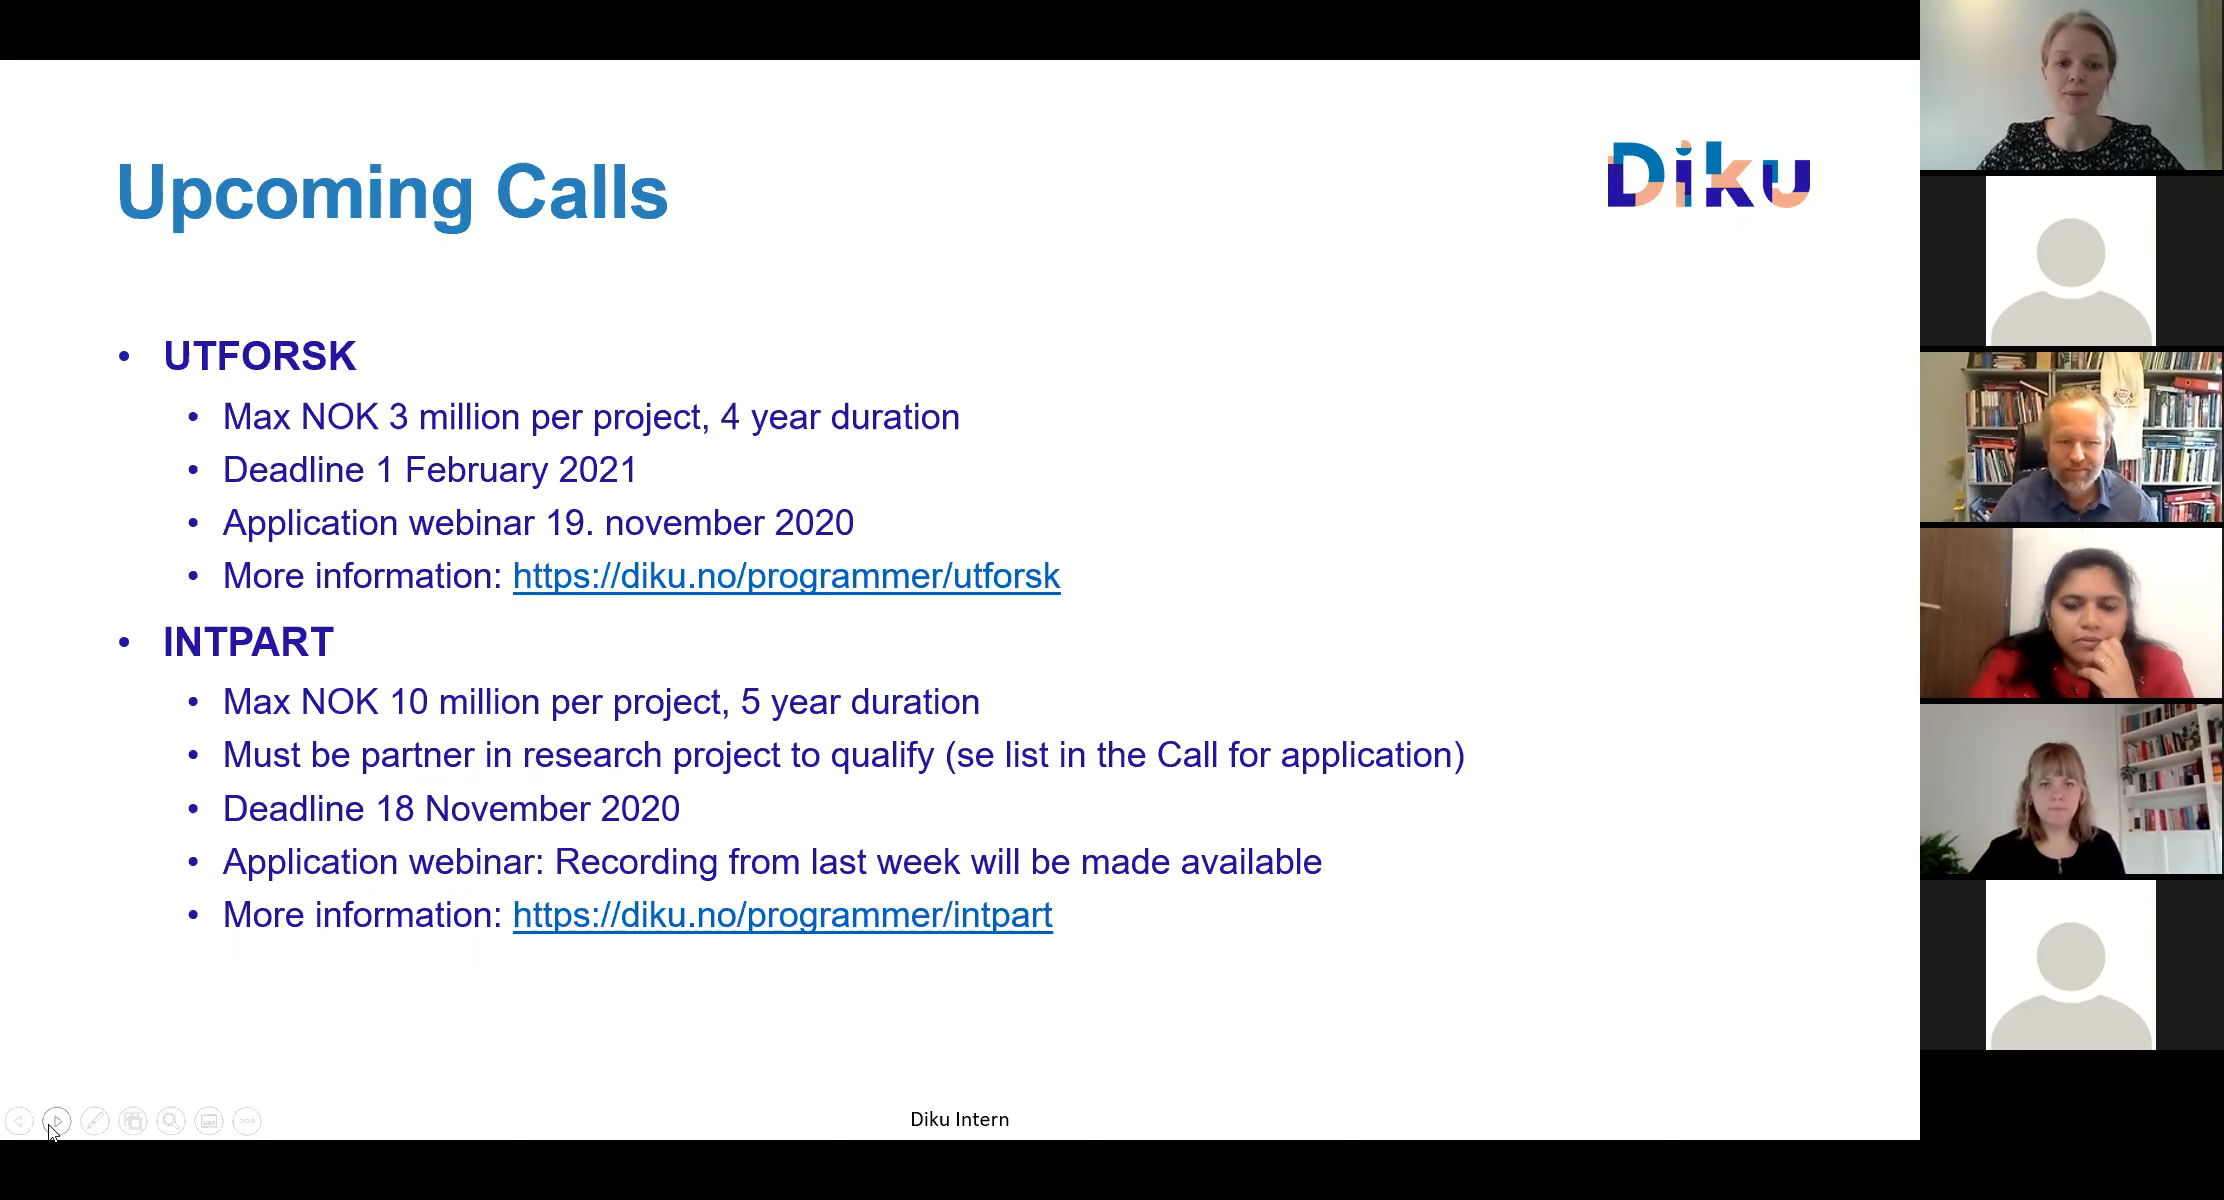 Upcoming Calls
Diku
• UTFORSK
• Max NOK 3 million per project, 4 year duration
• Deadline 1 February 2021
• Application webinar 19. november 2020
• More information: https://diku.no/programmer/utforsk
• INTPART
• Max NOK 10 million per project, 5 year duration
• Must be partner in research project to qualify (se list in the Call for application)
• Deadline 18 November 2020
• Application webinar: Recording from last week will be made available
• More information: https://diku.no/programmer/intpart
Diku Intern